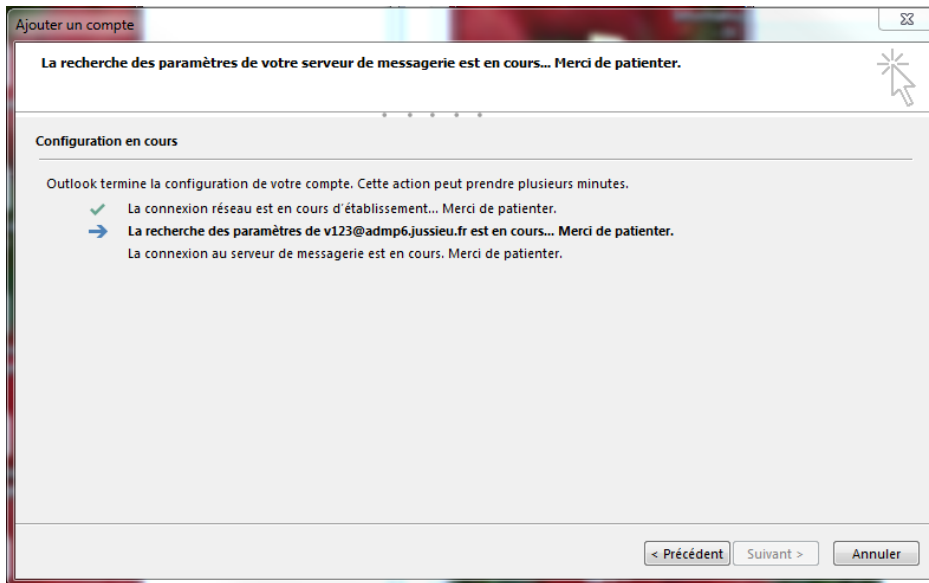 Ajouter un compte
La recherche des paramètres de votre serveur de messagerie est en cours... Merci de patienter.
Configuration en cours
Outlook termine la configuration de votre compte. Cette action peut prendre plusieurs minutes.
La connexion réseau est en cours d'établissement... Merci de patienter.
La recherche des paramètres de v123@admp6.jussieu.fr est en cours... Merci de patienter.
La connexion au serveur de messagerie est en cours. Merci de patienter.
< Précédent Suivant > Annuler